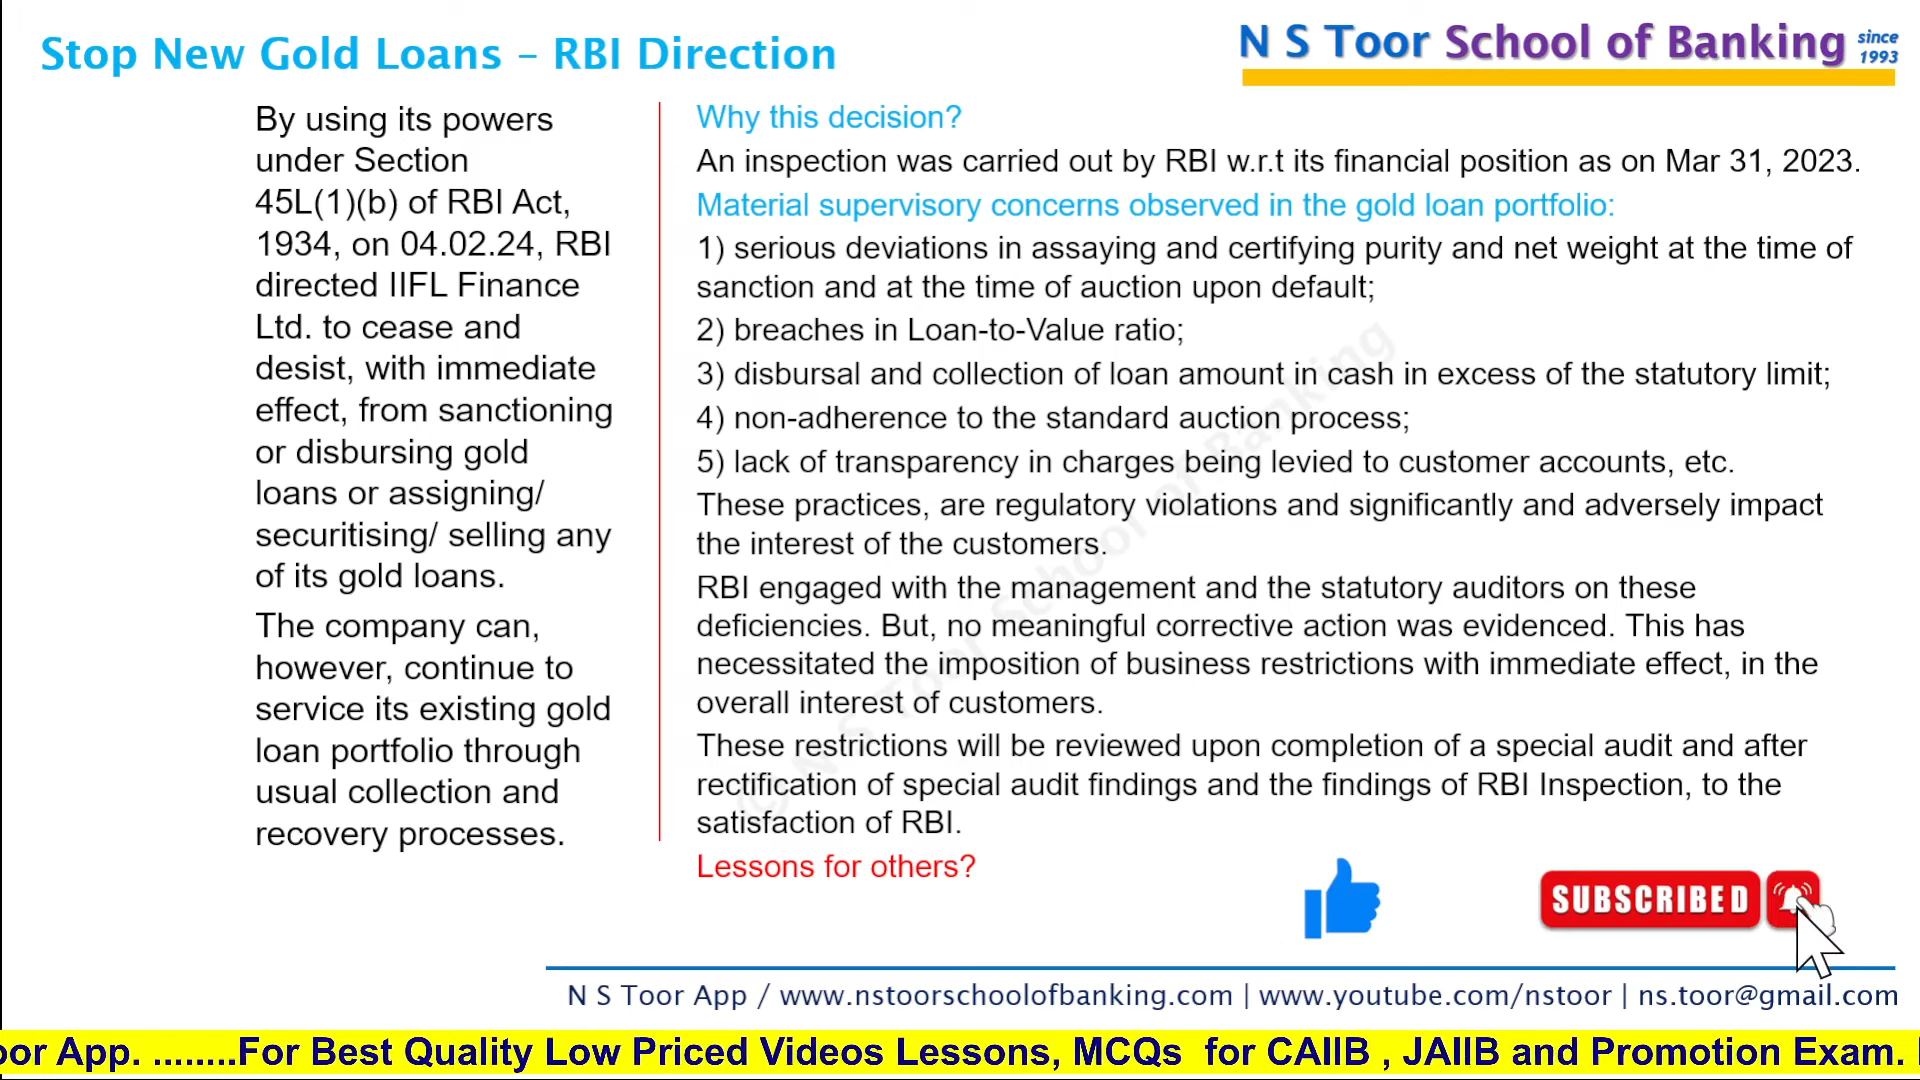 Stop New Gold Loans – RBI Direction
N S Toor School of Banking since 1993
By using its powers
under Section
45L(1)(b) of RBI Act,
1934, on 04.02.24, RBI
directed IIFL Finance
Ltd. to cease and
desist, with immediate
effect, from sanctioning
or disbursing gold
loans or assigning/
securitising/ selling any
of its gold loans.
The company can,
however, continue to
service its existing gold
loan portfolio through
usual collection and
recovery processes.
Why this decision?
An inspection was carried out by RBI w.r.t its financial position as on Mar 31, 2023.
Material supervisory concerns observed in the gold loan portfolio:
1) serious deviations in assaying and certifying purity and net weight at the time of
sanction and at the time of auction upon default;
2) breaches in Loan-to-Value ratio;
3) disbursal and collection of loan amount in cash in excess of the statutory limit;
4) non-adherence to the standard auction process;
5) lack of transparency in charges being levied to customer accounts, etc.
These practices, are regulatory violations and significantly and adversely impact
the interest of the customers.
RBI engaged with the management and the statutory auditors on these
deficiencies. But, no meaningful corrective action was evidenced. This has
necessitated the imposition of business restrictions with immediate effect, in the
overall interest of customers.
These restrictions will be reviewed upon completion of a special audit and after
rectification of special audit findings and the findings of RBI Inspection, to the
satisfaction of RBI.
Lessons for others?
© N S Toor School of Banking
SUBSCRIBED
N S Toor App / www.nstoorschoolofbanking.com | www.youtube.com/nstoor | ns.toor@gmail.com
oor App. ........For Best Quality Low Priced Videos Lessons, MCQs for CAIIB , JAIIB and Promotion Exam.